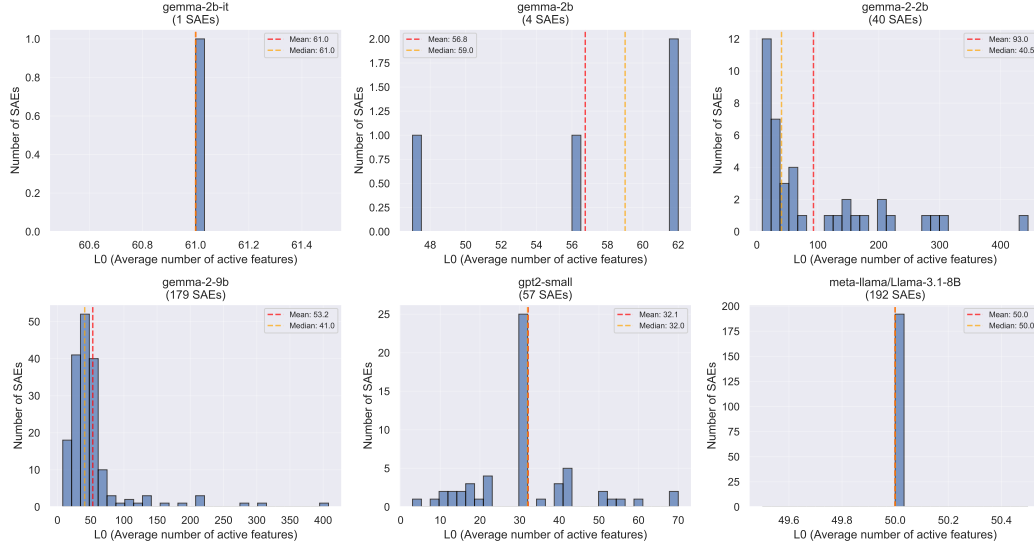 gemma-2b-it
(1 SAEs)
Mean: 61.0
Median: 61.0
Number of SAEs
1.0
0.8
0.6
0.4
0.2
0.0
60.6 60.8 61.0 61.2 61.4
L0 (Average number of active features)
gemma-2b
(4 SAEs)
Mean: 56.8
Median: 59.0
Number of SAEs
2.00
1.75
1.50
1.25
1.00
0.75
0.50
0.25
0.00
48 50 52 54 56 58 60 62
L0 (Average number of active features)
gemma-2-2b
(40 SAEs)
Mean: 93.0
Median: 40.5
Number of SAEs
12
10
8
6
4
2
0
0 100 200 300 400
L0 (Average number of active features)
gemma-2-9b
(179 SAEs)
Mean: 53.2
Median: 41.0
Number of SAEs
50
40
30
20
10
0
0 50 100 150 200 250 300 350 400
L0 (Average number of active features)
gpt2-small
(57 SAEs)
Mean: 32.1
Median: 32.0
Number of SAEs
25
20
15
10
5
0
0 10 20 30 40 50 60 70
L0 (Average number of active features)
meta-llama/Llama-3.1-8B
(192 SAEs)
Mean: 50.0
Median: 50.0
Number of SAEs
200
175
150
125
100
75
50
25
0
49.6 49.8 50.0 50.2 50.4
L0 (Average number of active features)